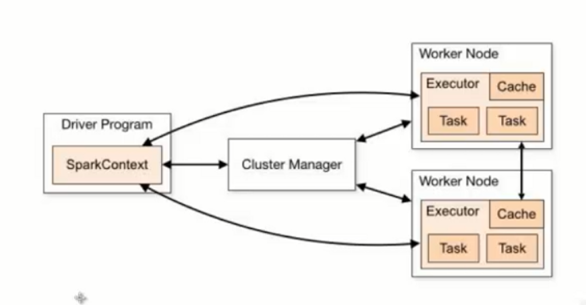 Driver Program
SparkContext
Cluster Manager
Worker Node
Executor
Cache
Task
Task
Worker Node
Executor
Cache
Task
Task